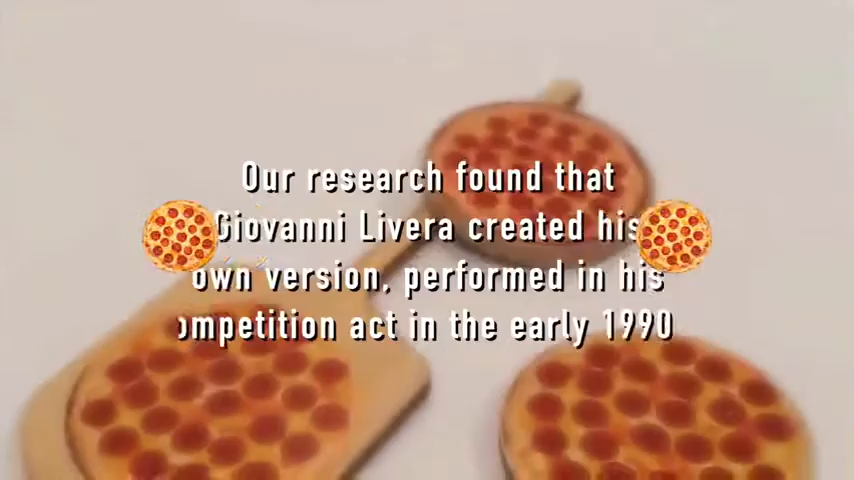 Our research found that
Giovanni Livera created his
own version, performed in his
ompetition act in the early 1990